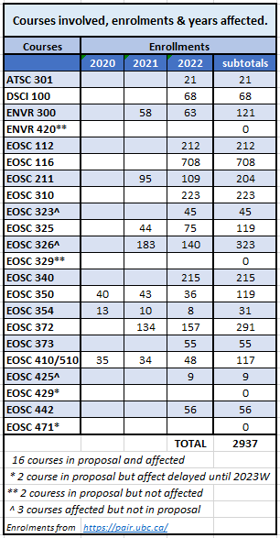 Courses involved, enrolments & years affected.
Courses Enrollments
2020 2021 2022 subtotals
ATSC 301 21 21
DSCI 100 68 68
ENVR 300 58 63 121
ENVR 420** 0
EOSC 112 212 212
EOSC 116 708 708
EOSC 211 95 109 204
EOSC 310 223 223
EOSC 323^ 45 45
EOSC 325 44 75 119
EOSC 326^ 183 140 323
EOSC 329** 0
EOSC 340 215 215
EOSC 350 40 43 36 119
EOSC 354 13 10 8 31
EOSC 372 134 157 291
EOSC 373 55 55
EOSC 410/510 35 34 48 117
EOSC 425^ 9 9
EOSC 429* 0
EOSC 442 56 56
EOSC 471* 0
TOTAL 2937
16 courses in proposal and affected
* 2 course in proposal but affect delayed until 2023W
** 2 couress in proposal but not affected
^ 3 courses affected but not in proposal
Enrolments from https://pair.ubc.ca/